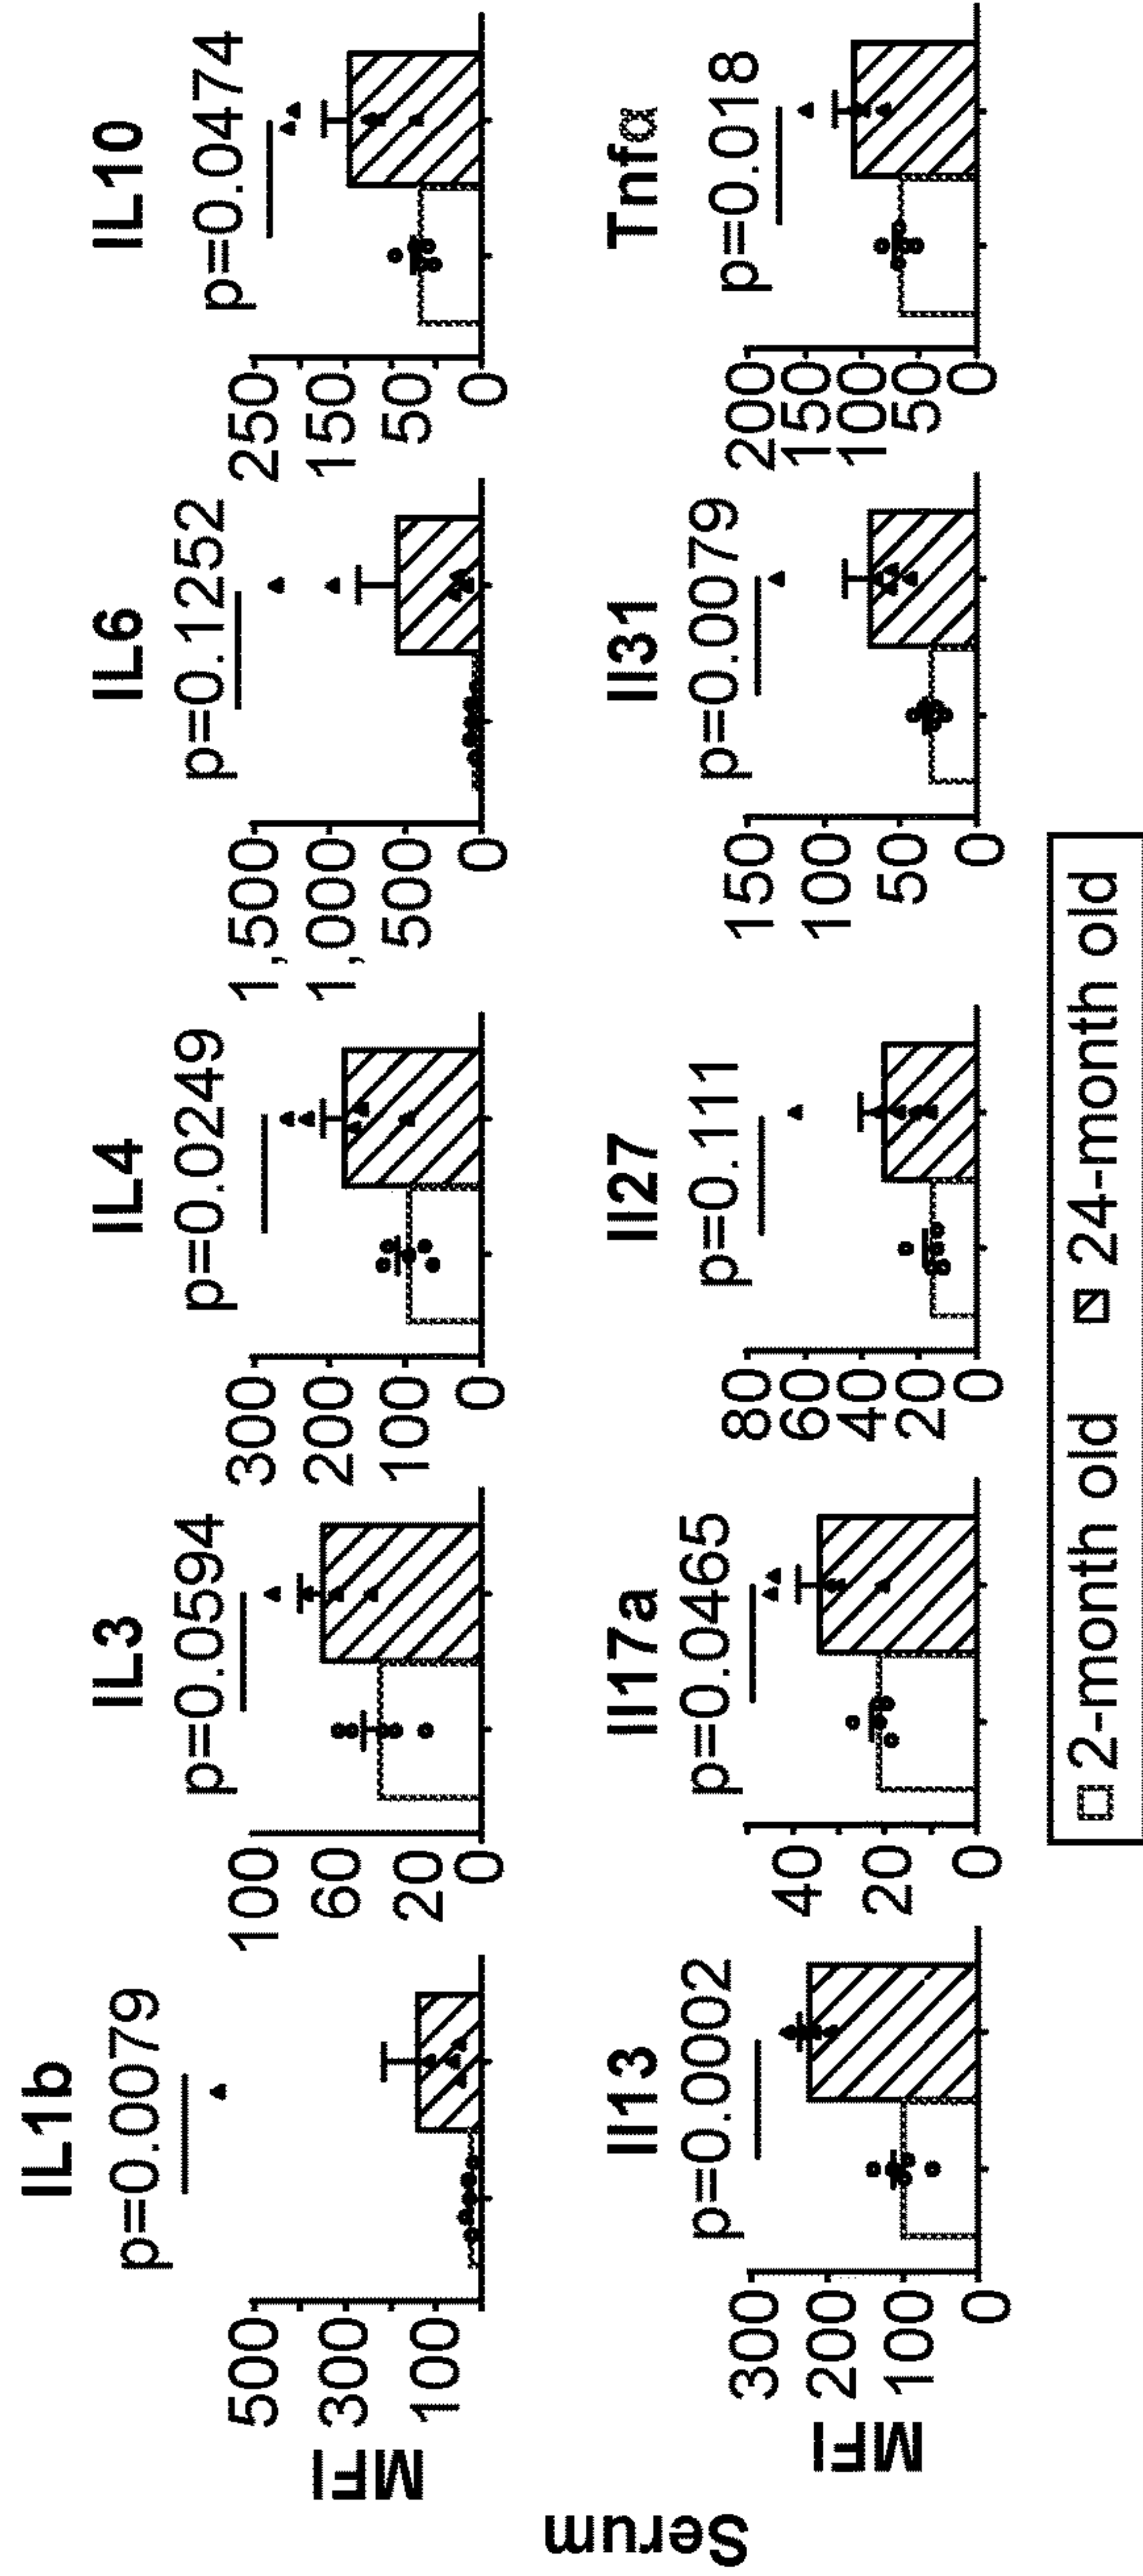 Serum
IL1b
p=0.0079
MFI
500
300
100
IL3
p=0.0594
100
60
20
0
IL4
p=0.0249
300
200
100
0
IL6
p=0.1252
1,500
1,000
500
0
IL10
p=0.0474
250
150
50
0
Il13
p=0.0002
MFI
300
200
100
0
Il17a
p=0.0465
40
20
0
Il27
p=0.111
80
60
40
20
0
Il31
p=0.0079
150
100
50
0
Tnfα
p=0.018
200
150
100
50
0
2-month old 24-month old